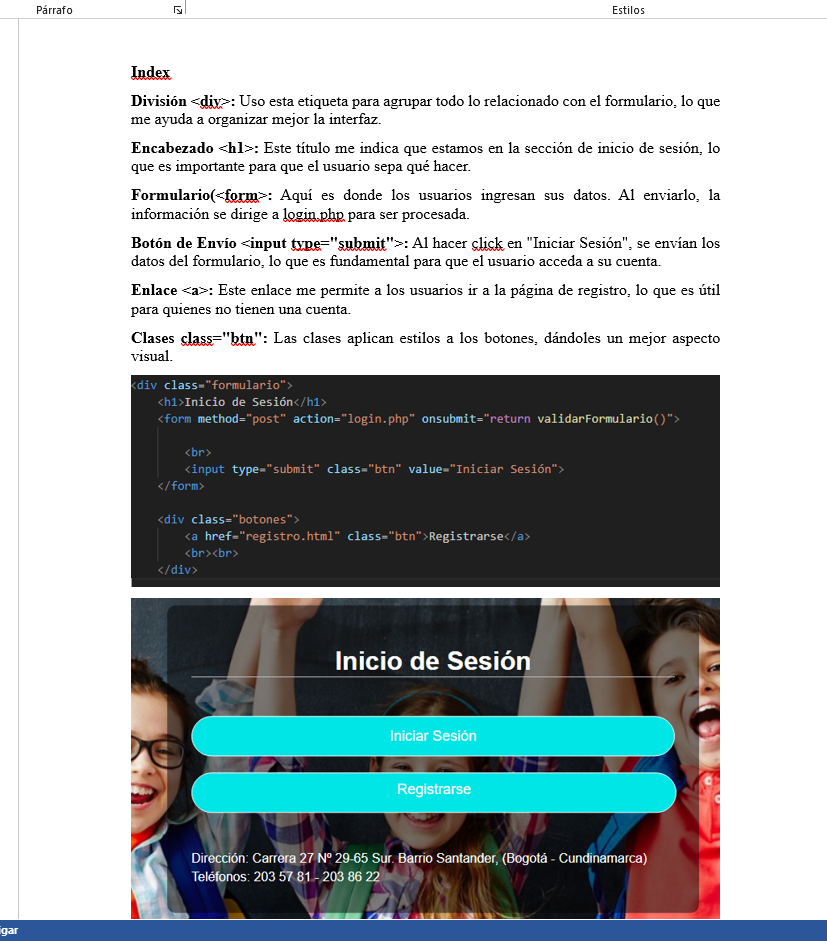 Párrafo
Estilos
Index
División <div>: Uso esta etiqueta para agrupar todo lo relacionado con el formulario, lo que
me ayuda a organizar mejor la interfaz.
Encabezado <h1>: Este título me indica que estamos en la sección de inicio de sesión, lo
que es importante para que el usuario sepa qué hacer.
Formulario(<form>: Aquí es donde los usuarios ingresan sus datos. Al enviarlo, la
información se dirige a login.php para ser procesada.
Botón de Envío <input type="submit">: Al hacer click en "Iniciar Sesión", se envían los
datos del formulario, lo que es fundamental para que el usuario acceda a su cuenta.
Enlace <a>: Este enlace me permite a los usuarios ir a la página de registro, lo que es útil
para quienes no tienen una cuenta.
Clases class="btn": Las clases aplican estilos a los botones, dándoles un mejor aspecto
visual.
<div class="formulario">
<h1>Inicio de Sesión</h1>
<form method="post" action="login.php" onsubmit="return validarFormulario()">
<br>
<input type="submit" class="btn" value="Iniciar Sesión">
</form>
<div class="botones">
<a href="registro.html" class="btn">Registrarse</a>
<br><br>
</div>
Inicio de Sesión
Iniciar Sesión
Registrarse
Dirección: Carrera 27 Nº 29-65 Sur. Barrio Santander, (Bogotá - Cundinamarca)
Teléfonos: 203 57 81 - 203 86 22